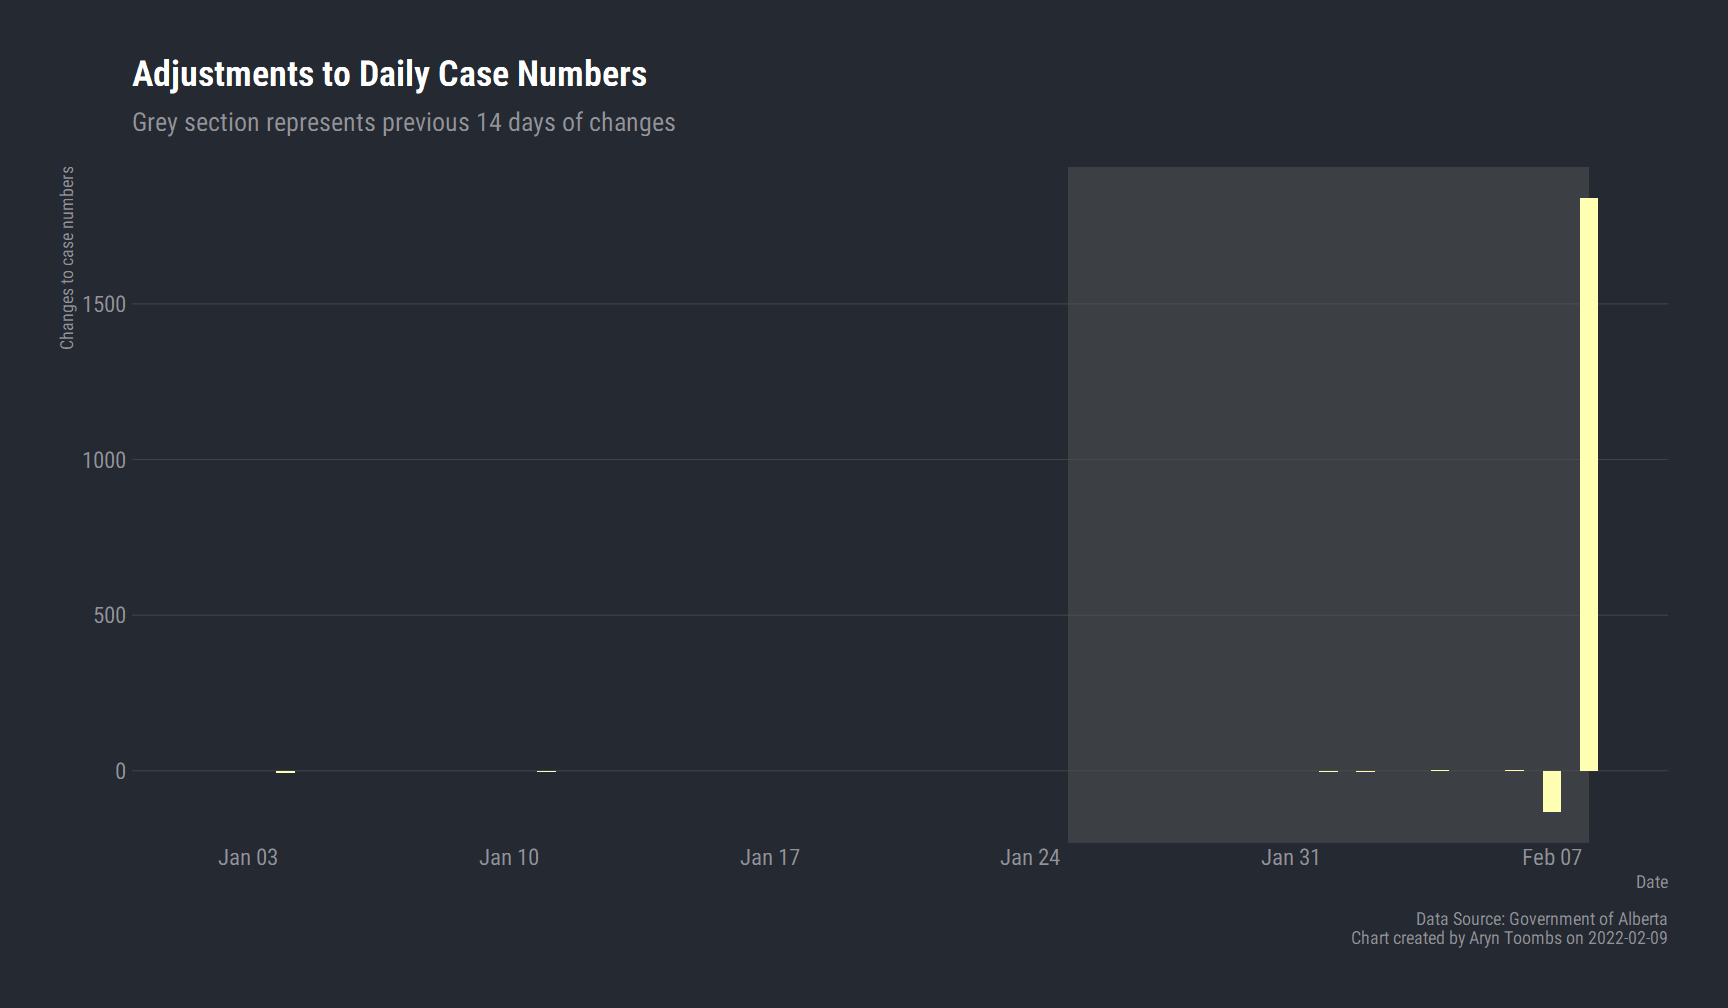 Adjustments to Daily Case Numbers
Grey section represents previous 14 days of changes
Changes to case numbers
1500
1000
500
0
Jan 03
Jan 10
Jan 17
Jan 24
Jan 31
Feb 07
Date
Data Source: Government of Alberta
Chart created by Aryn Toombs on 2022-02-09